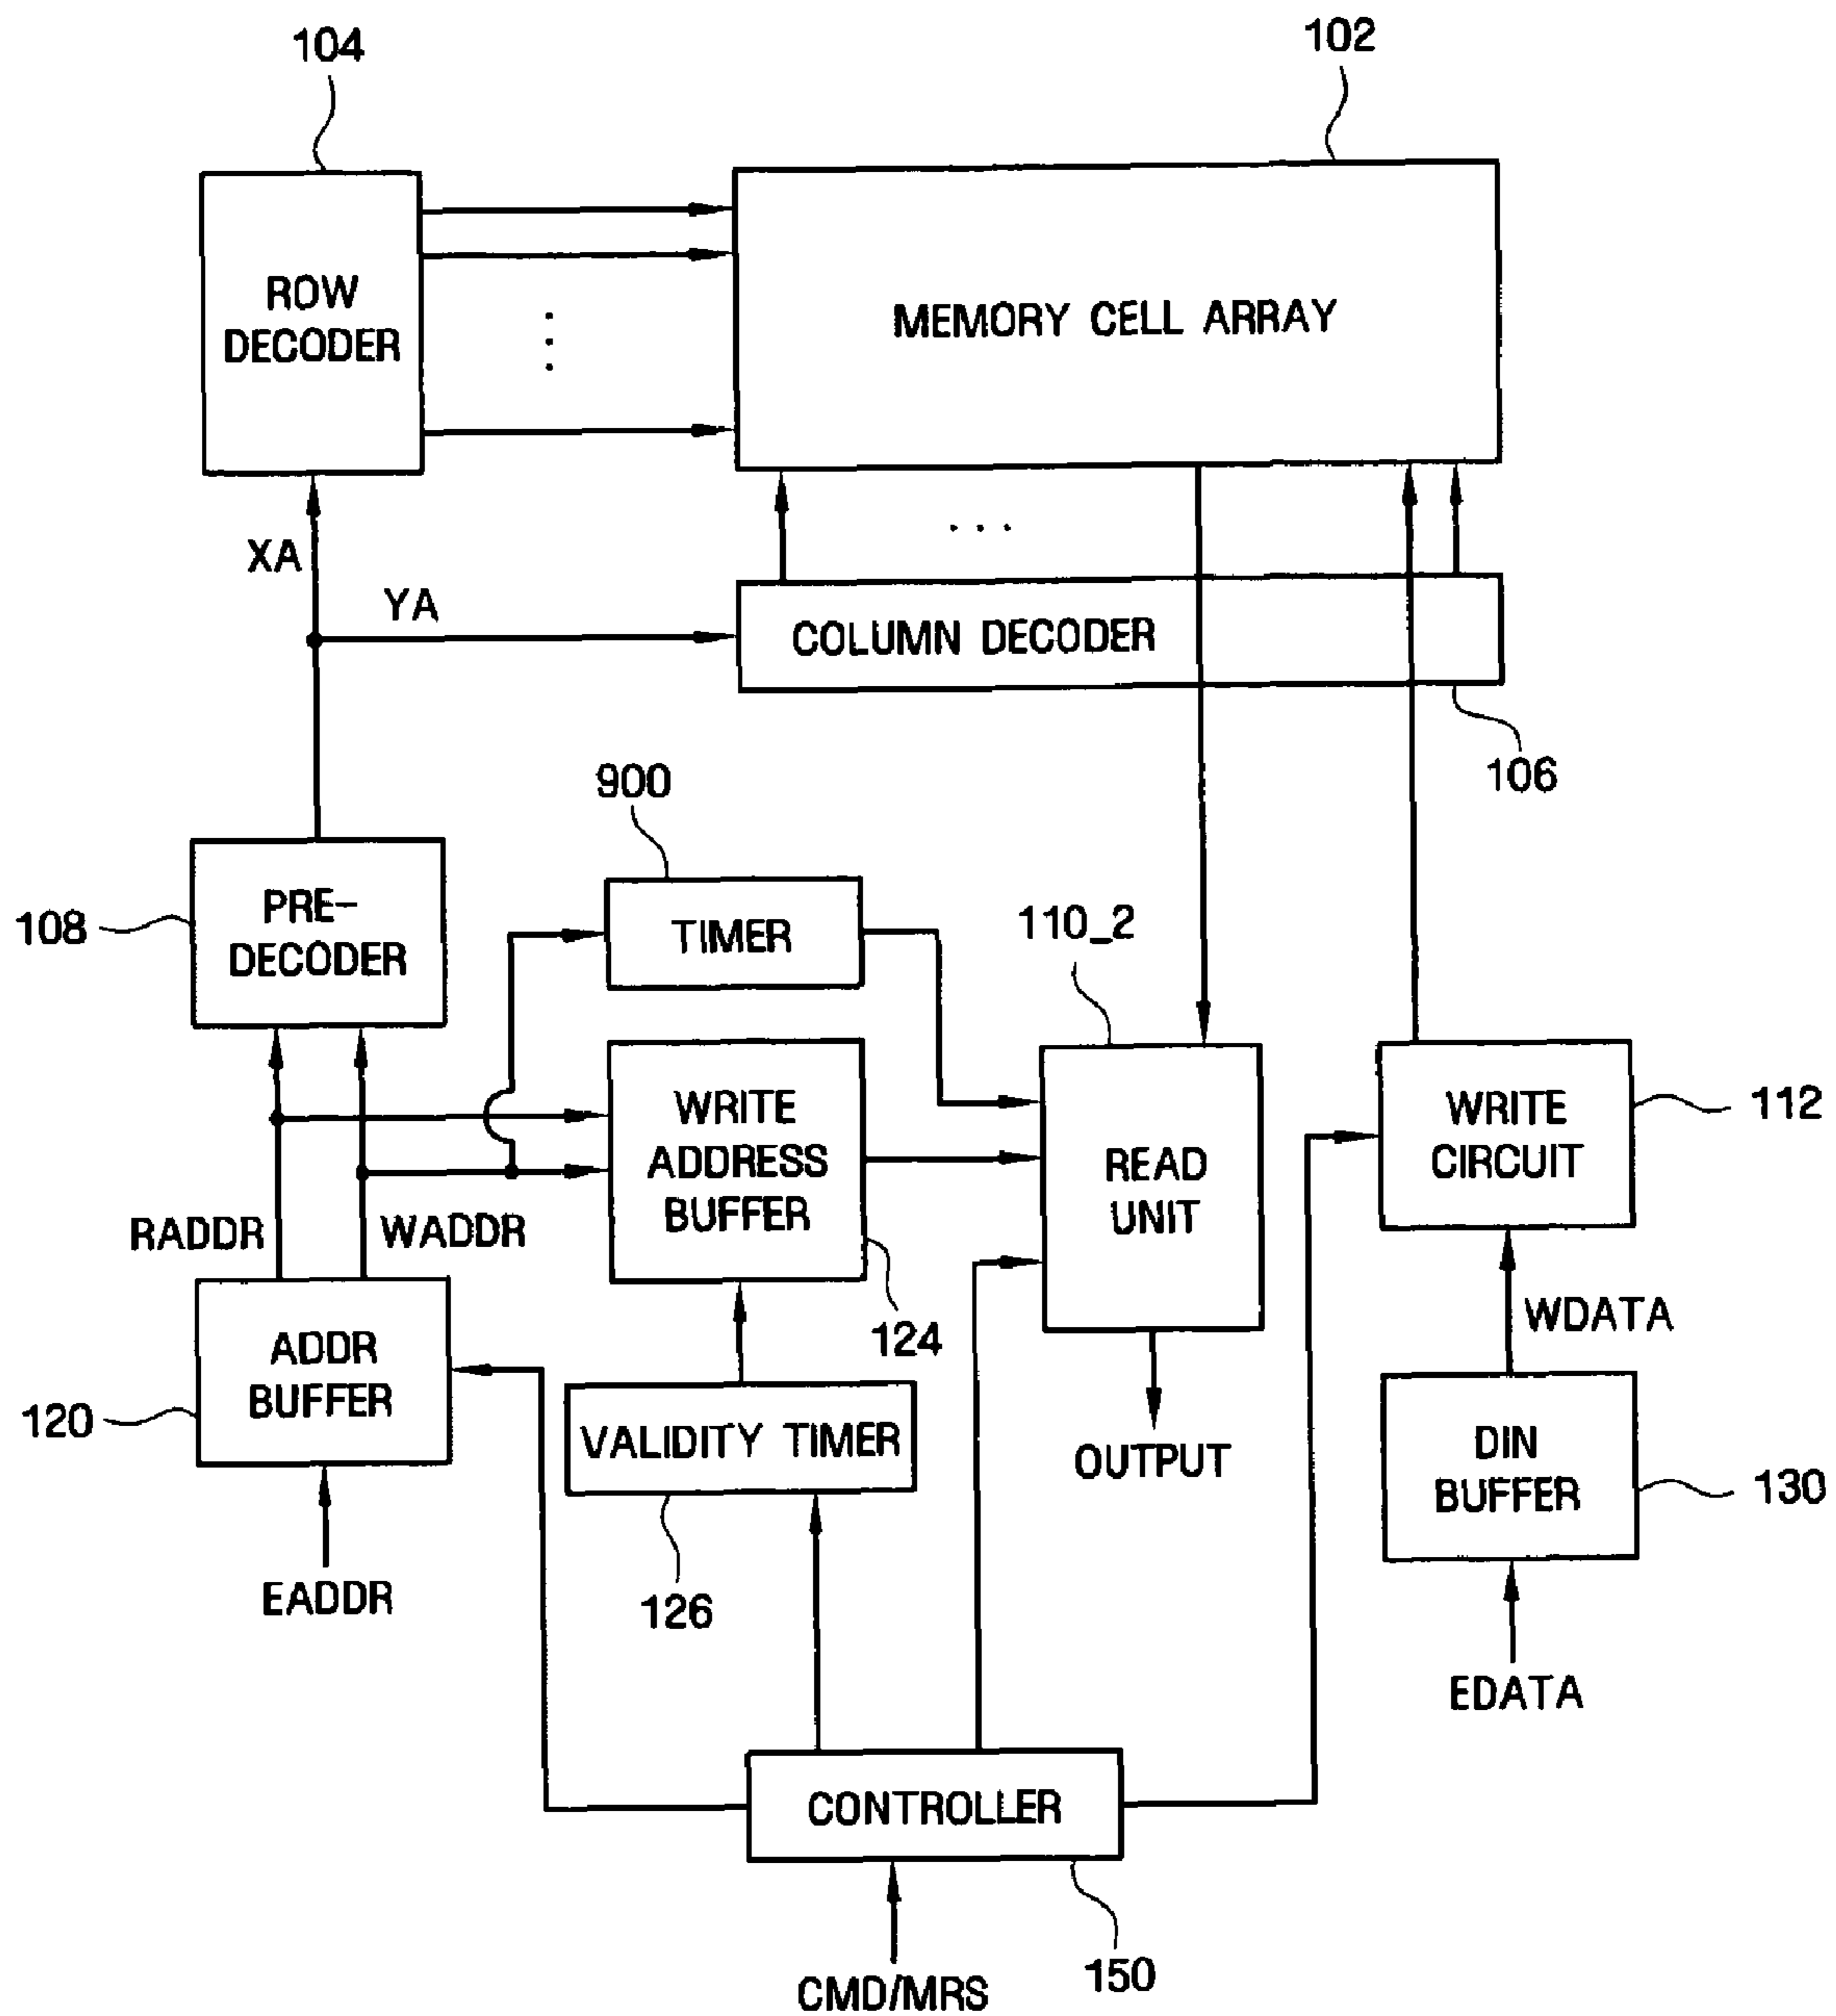 104
102
ROW
DECODER
MEMORY CELL ARRAY
XA
YA
COLUMN DECODER
106
900
PRE-
DECODER
108
TIMER
110_2
WRITE
ADDRESS
BUFFER
READ
UNIT
WRITE
CIRCUIT
112
RADDR
WADDR
124
WDATA
ADDR
BUFFER
120
VALIDITY TIMER
OUTPUT
DIN
BUFFER
130
EADDR
126
EDATA
CONTROLLER
150
CMD/MRS